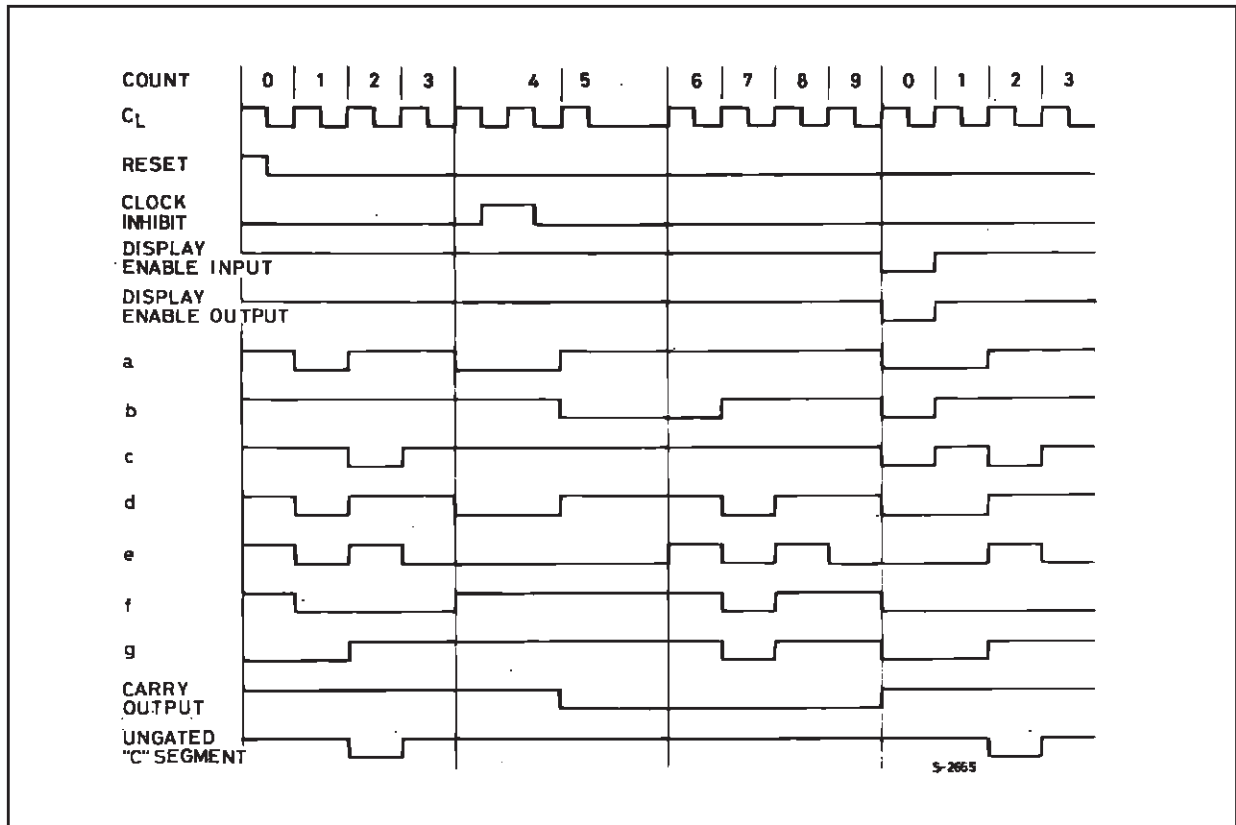 COUNT 0 1 2 3 4 5 6 7 8 9 0 1 2 3
CL
RESET
CLOCK
INHIBIT
DISPLAY
ENABLE INPUT
DISPLAY
ENABLE OUTPUT
a
b
c
d
e
f
g
CARRY
OUTPUT
UNGATED
"C" SEGMENT
S-2665